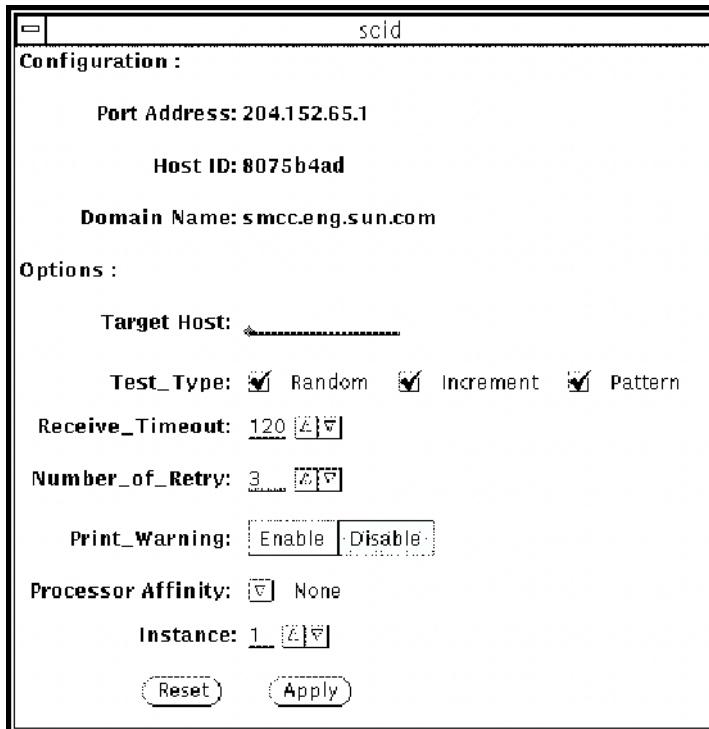 scid
Configuration :
Port Address: 204.152.65.1
Host ID: 8075b4ad
Domain Name: smcc.eng.sun.com
Options :
Target Host:
Test_Type: Random Increment Pattern
Receive_Timeout: 120
Number_of_Retry: 3
Print_Warning: Enable Disable
Processor Affinity: None
Instance: 1
Reset Apply